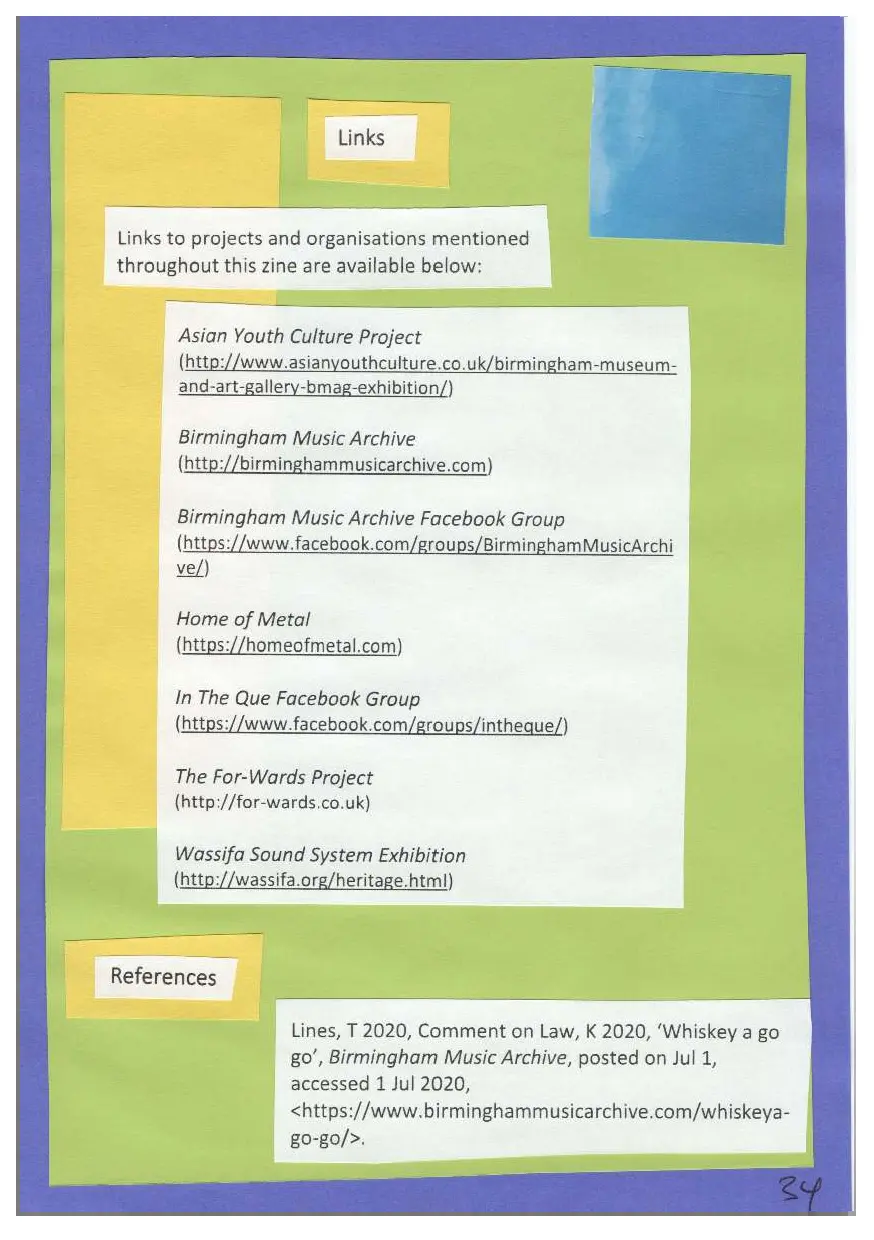 Links
Links to projects and organisations mentioned
throughout this zine are available below:
Asian Youth Culture Project
(http://www.asianyouthculture.co.uk/birmingham-museum-
and-art-gallery-bmag-exhibition/)
Birmingham Music Archive
(http://birminghammusicarchive.com)
Birmingham Music Archive Facebook Group
(https://www.facebook.com/groups/BirminghamMusicArchi
ve/)
Home of Metal
(https://homeofmetal.com)
In The Que Facebook Group
(https://www.facebook.com/groups/intheque/)
The For-Wards Project
(http://for-wards.co.uk)
Wassifa Sound System Exhibition
(http://wassifa.org/heritage.html)
References
Lines, T 2020, Comment on Law, K 2020, ‘Whiskey a go
go’, Birmingham Music Archive, posted on Jul 1,
accessed 1 Jul 2020,
<https://www.birminghammusicarchive.com/whiskeya-
go-go/>.
34